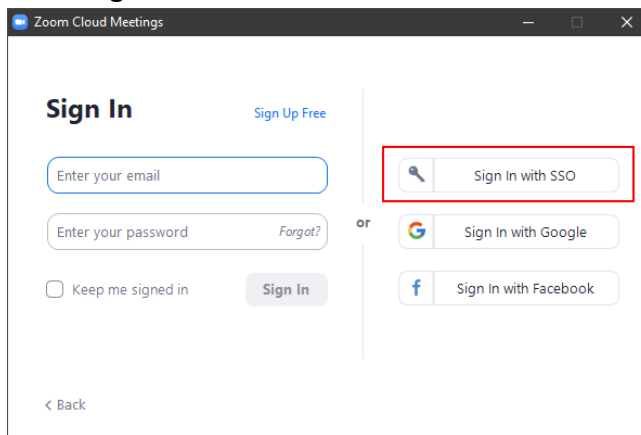 Zoom Cloud Meetings
Sign In
Sign Up Free
Enter your email
Enter your password
Forgot?
Keep me signed in
Sign In
or
Sign In with SSO
Sign In with Google
Sign In with Facebook
< Back